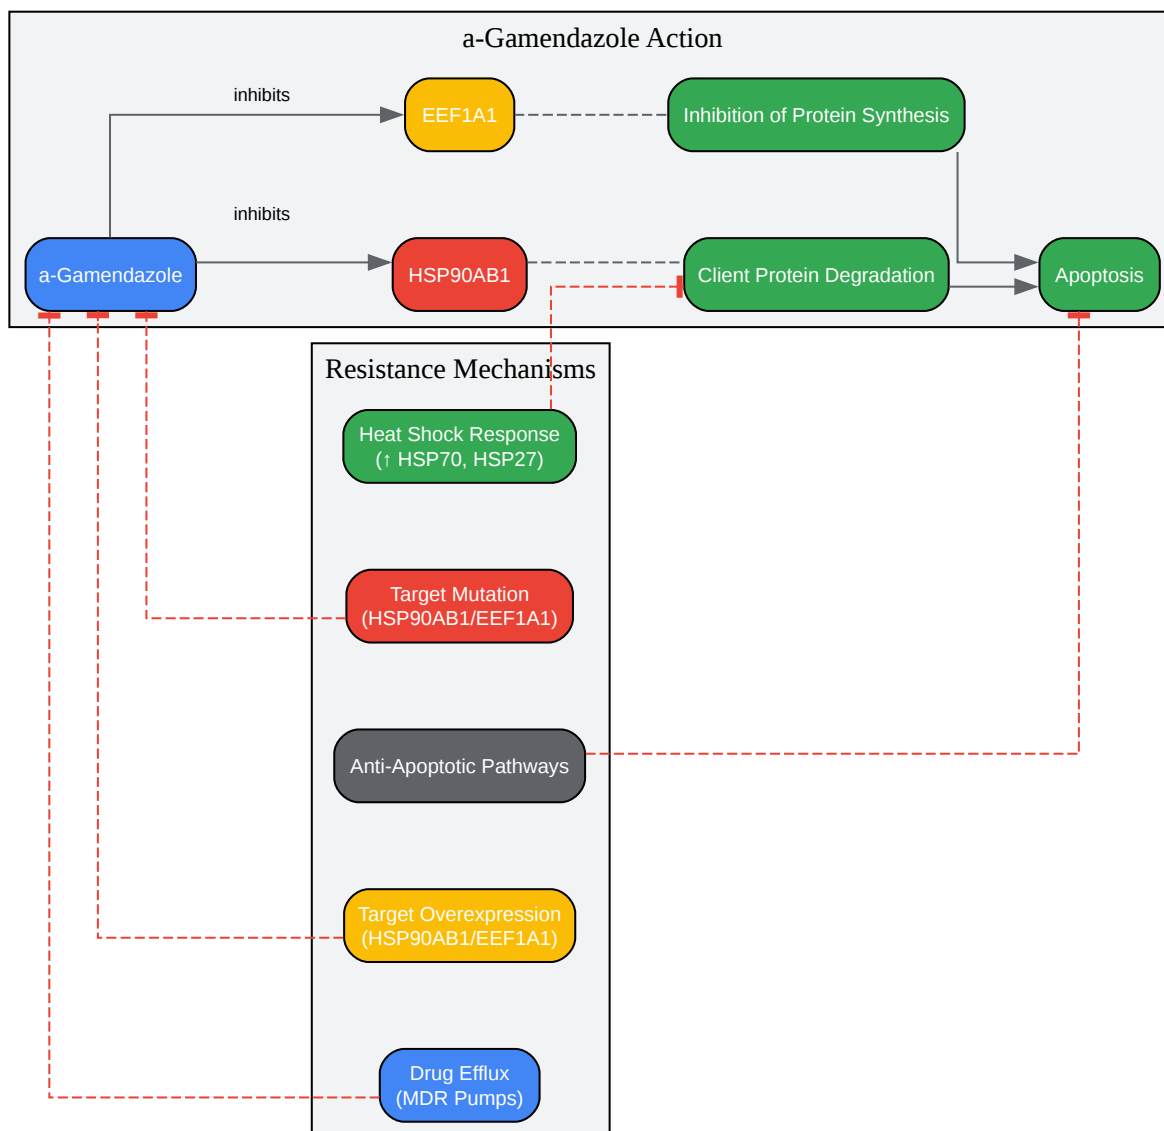 a-Gamendazole Action
inhibits
EEF1A1
Inhibition of Protein Synthesis
inhibits
a-Gamendazole
HSP90AB1
Client Protein Degradation
Apoptosis
Resistance Mechanisms
Heat Shock Response
(↑ HSP70, HSP27)
Target Mutation
(HSP90AB1/EEF1A1)
Anti-Apoptotic Pathways
Target Overexpression
(HSP90AB1/EEF1A1)
Drug Efflux
(MDR Pumps)